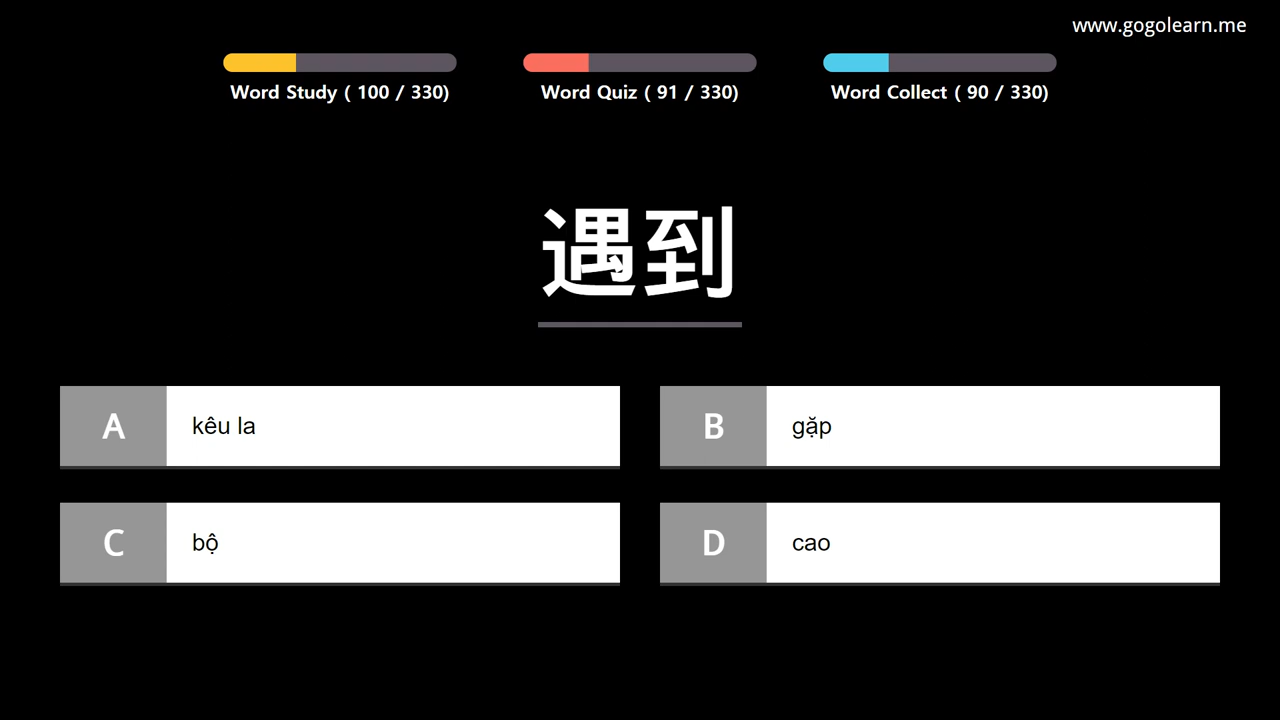 www.gogolearn.me
Word Study ( 100 / 330)
Word Quiz ( 91 / 330)
Word Collect ( 90 / 330)
遇到
A kêu la
B gặp
C bộ
D cao